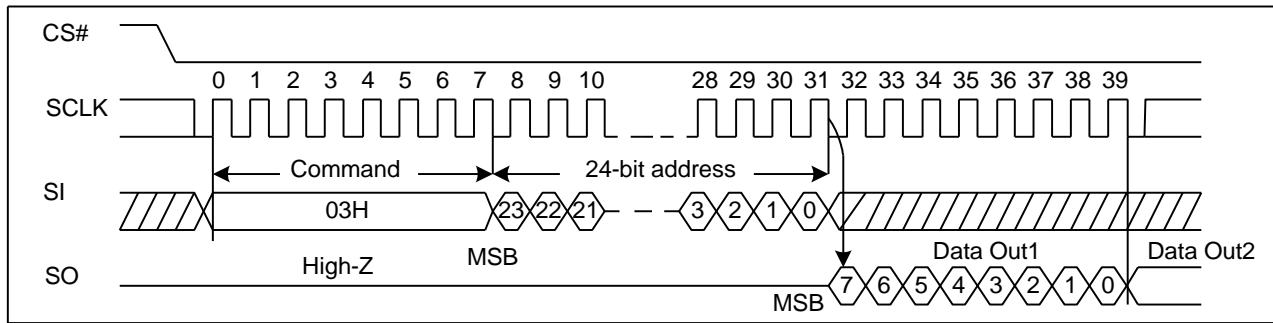 CS#
0 1 2 3 4 5 6 7 8 9 10 28 29 30 31 32 33 34 35 36 37 38 39
SCLK
Command 24-bit address
SI
03H 23 22 21 3 2 1 0
High-Z MSB Data Out1 Data Out2
SO
MSB 7 6 5 4 3 2 1 0